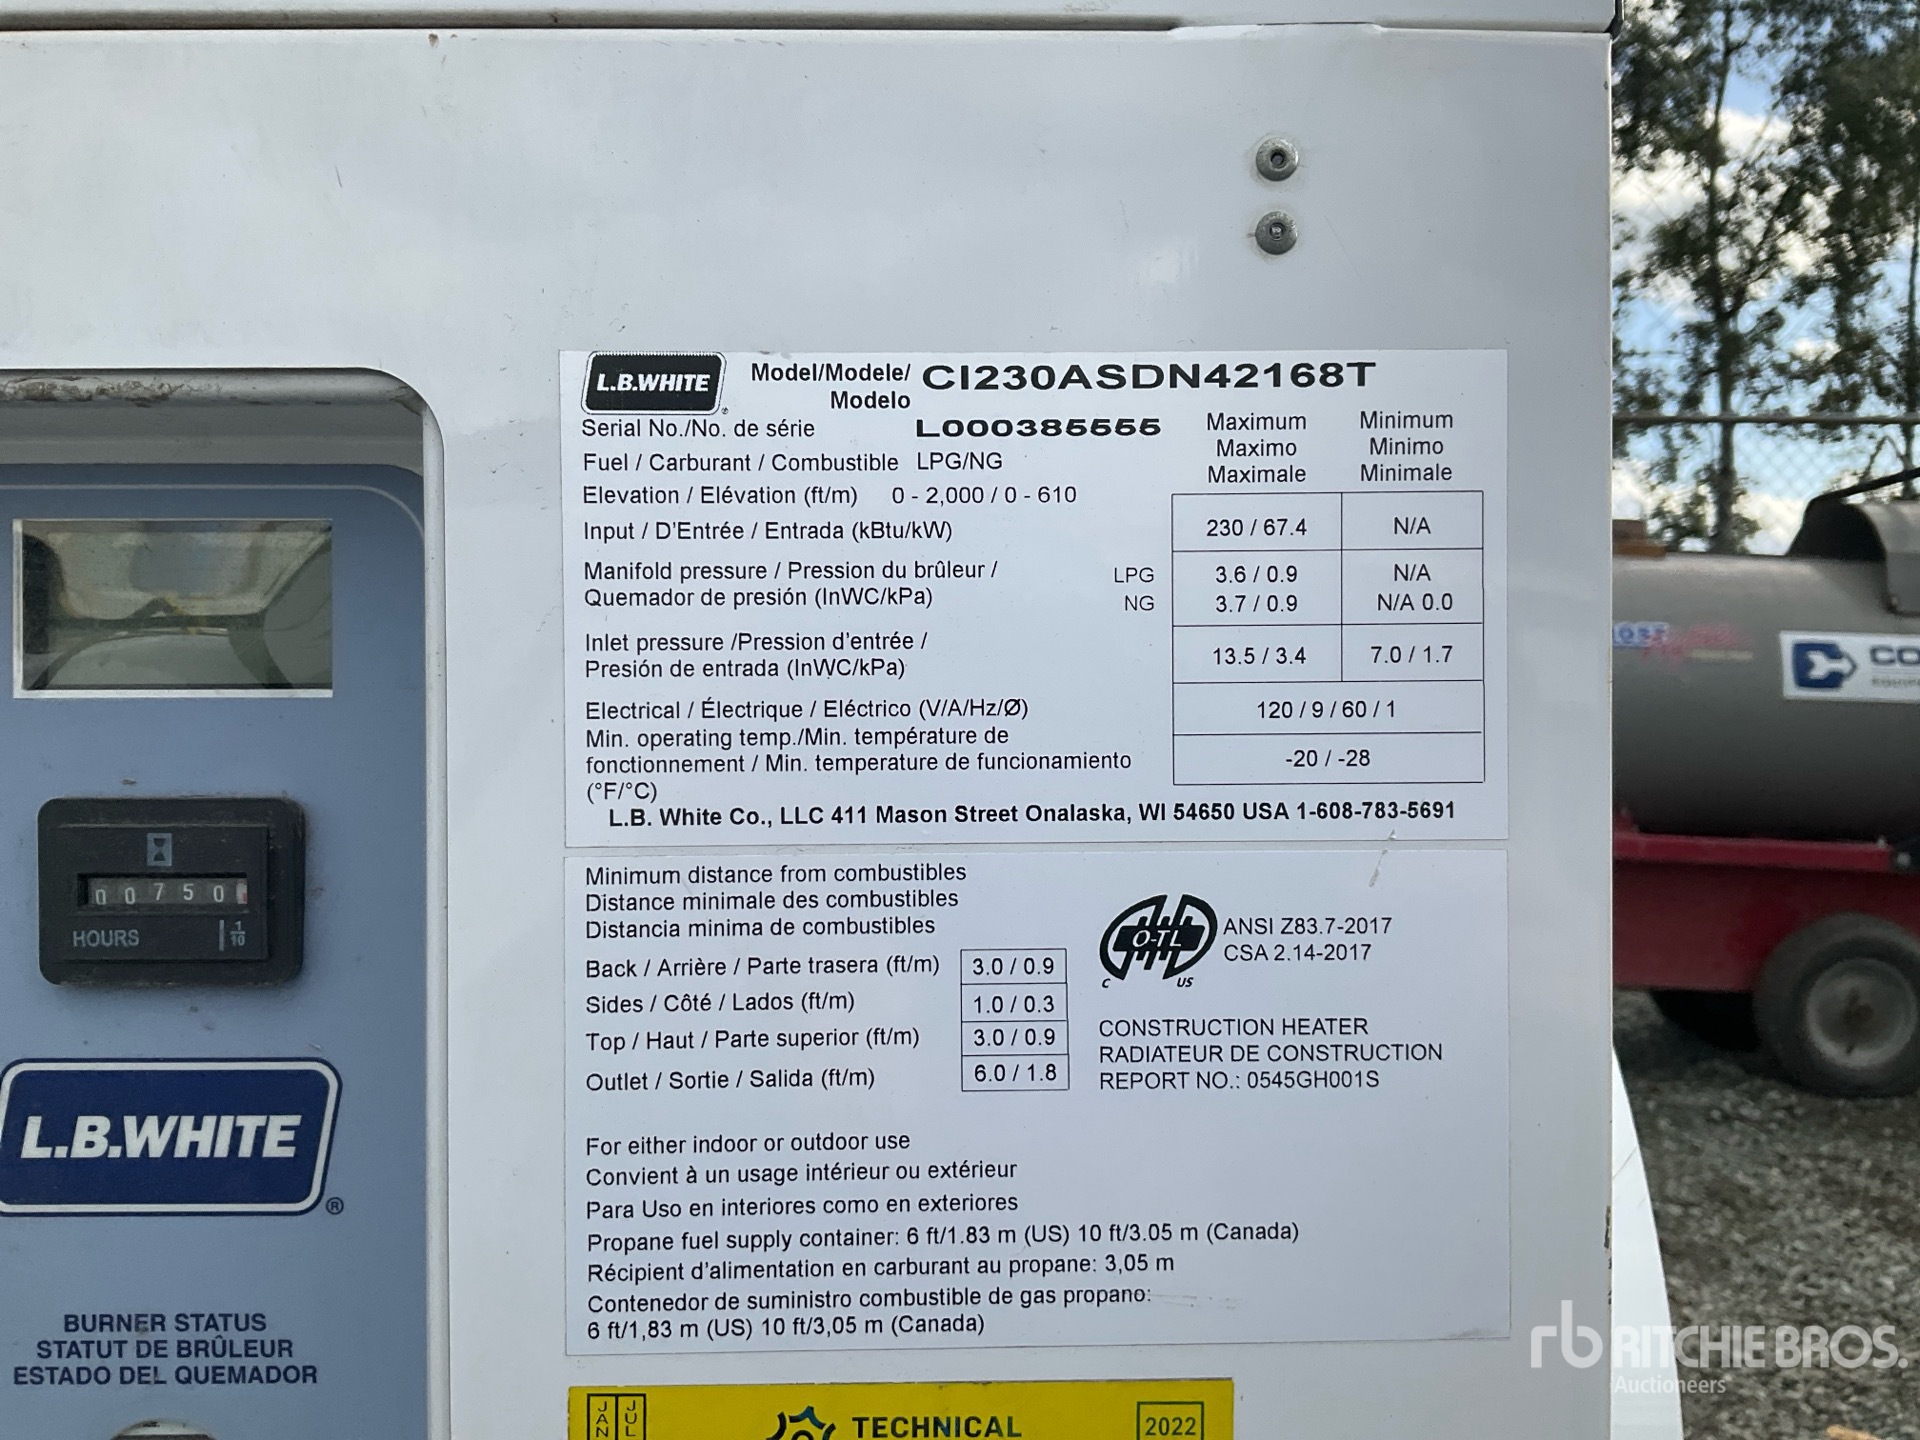 L.B.WHITE
®
Model/Modele/ CI230ASDN42168T
Modelo
Serial No./No. de série L000385555
Fuel / Carburant / Combustible LPG/NG
Elevation / Elévation (ft/m) 0 - 2,000 / 0 - 610
Maximum Minimum
Maximo Minimo
Maximale Minimale
Input / D'Entrée / Entrada (kBtu/kW) 230 / 67.4 N/A
Manifold pressure / Pression du brûleur / LPG 3.6 / 0.9 N/A
Quemador de presión (InWC/kPa) NG 3.7 / 0.9 N/A 0.0
Inlet pressure /Pression d'entrée /
Presión de entrada (InWC/kPa) 13.5 / 3.4 7.0 / 1.7
Electrical / Électrique / Eléctrico (V/A/Hz/Ø) 120 / 9 / 60 / 1
Min. operating temp./Min. température de
fonctionnement / Min. temperature de funcionamiento -20 / -28
(°F/°C)
L.B. White Co., LLC 411 Mason Street Onalaska, WI 54650 USA 1-608-783-5691
Minimum distance from combustibles
Distance minimale des combustibles
Distancia minima de combustibles
Back / Arrière / Parte trasera (ft/m) 3.0 / 0.9
Sides / Côté / Lados (ft/m) 1.0 / 0.3
Top / Haut / Parte superior (ft/m) 3.0 / 0.9
Outlet / Sortie / Salida (ft/m) 6.0 / 1.8
O-TL
C US
ANSI Z83.7-2017
CSA 2.14-2017
CONSTRUCTION HEATER
RADIATEUR DE CONSTRUCTION
REPORT NO.: 0545GH001S
For either indoor or outdoor use
Convient à un usage intérieur ou extérieur
Para Uso en interiores como en exteriores
Propane fuel supply container: 6 ft/1.83 m (US) 10 ft/3.05 m (Canada)
Récipient d'alimentation en carburant au propane: 3,05 m
Contenedor de suministro combustible de gas propano:
6 ft/1,83 m (US) 10 ft/3,05 m (Canada)
JAN JUL
TECHNICAL
2022
00750
HOURS 1/10
L.B.WHITE
®
BURNER STATUS
STATUT DE BRÛLEUR
ESTADO DEL QUEMADOR
CO
rb RITCHIE BROS.
Auctioneers